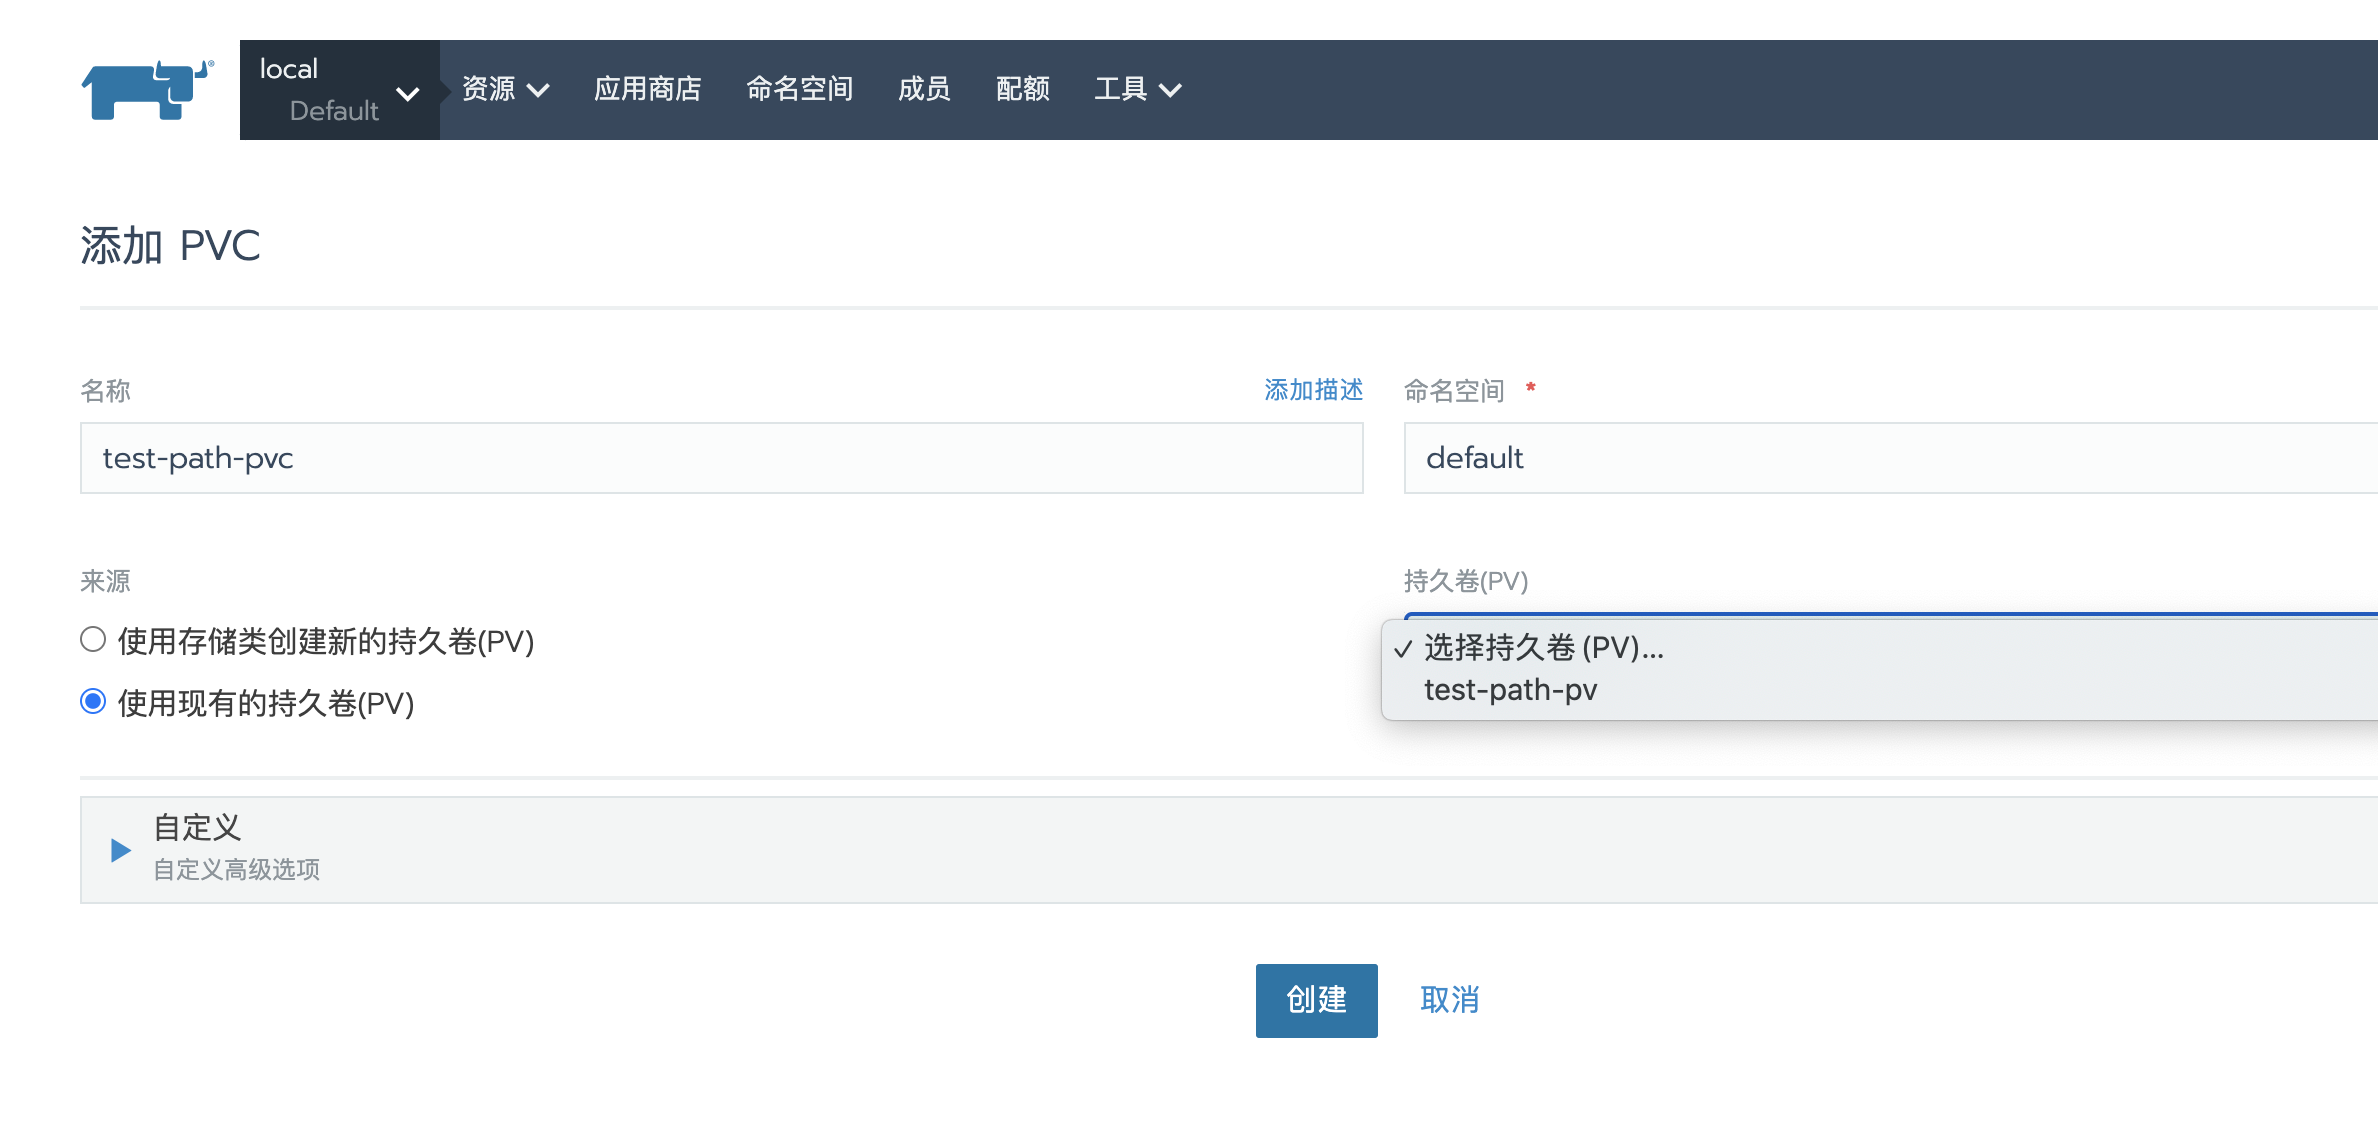 local
Default
资源
应用商店
命名空间
成员
配额
工具
添加 PVC
名称
添加描述
命名空间 *
test-path-pvc
default
来源
持久卷(PV)
使用存储类创建新的持久卷(PV)
使用现有的持久卷(PV)
✓ 选择持久卷 (PV)...
test-path-pv
自定义
自定义高级选项
创建
取消